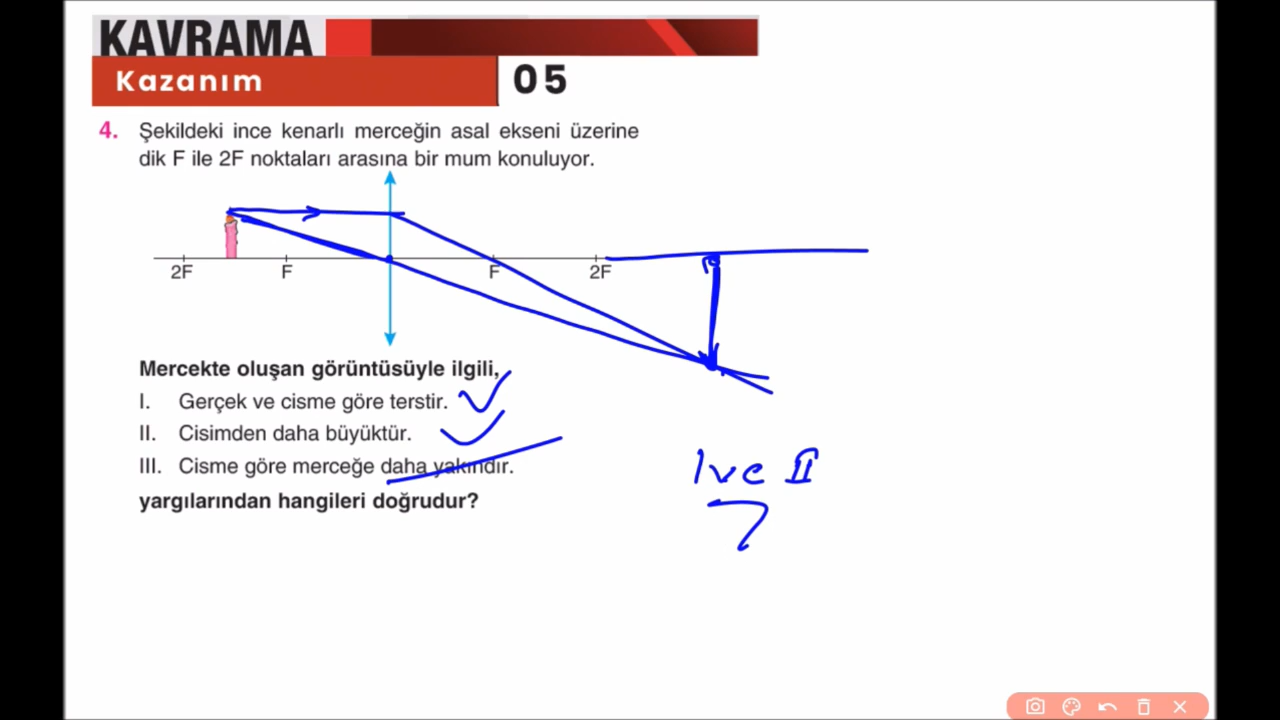 KAVRAMA
Kazanım 05
4. Şekildeki ince kenarlı merceğin asal ekseni üzerine
dik F ile 2F noktaları arasına bir mum konuluyor.
2F F F 2F
Mercekte oluşan görüntüsüyle ilgili,
I. Gerçek ve cisme göre terstir.
II. Cisimden daha büyüktür.
III. Cisme göre merceğe daha yakındır.
I ve II
yargılarından hangileri doğrudur?